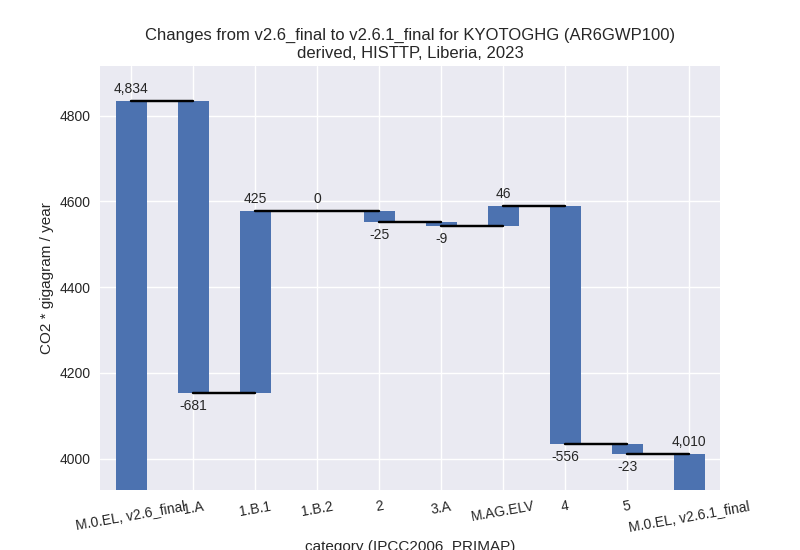 Changes from v2.6_final to v2.6.1_final for KYOTOGHG (AR6GWP100)
derived, HISTTP, Liberia, 2023
CO2 * gigagram / year
4800
4600
4400
4200
4000
4,834
-681
425
0
-25
-9
46
-556
-23
4,010
M.0.EL, v2.6_final
1.A
1.B.1
1.B.2
2
3.A
M.AG.ELV
4
5
M.0.EL, v2.6.1_final
category (IPCC2006_PRIMAP)